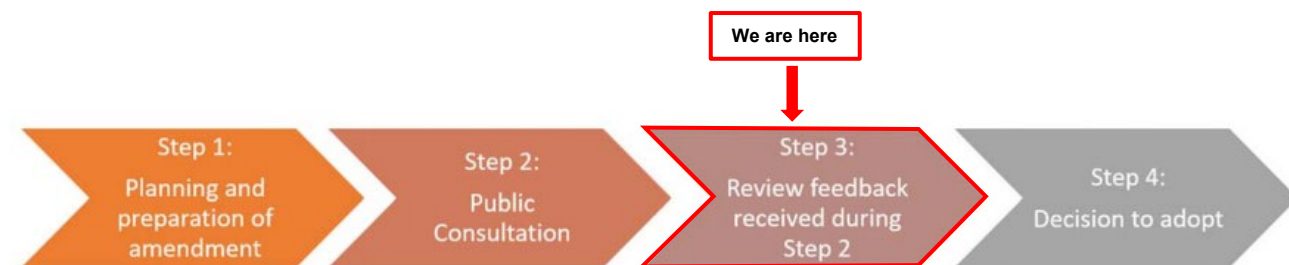 We are here
Step 1:
Planning and
preparation of
amendment
Step 2:
Public
Consultation
Step 3:
Review feedback
received during
Step 2
Step 4:
Decision to adopt